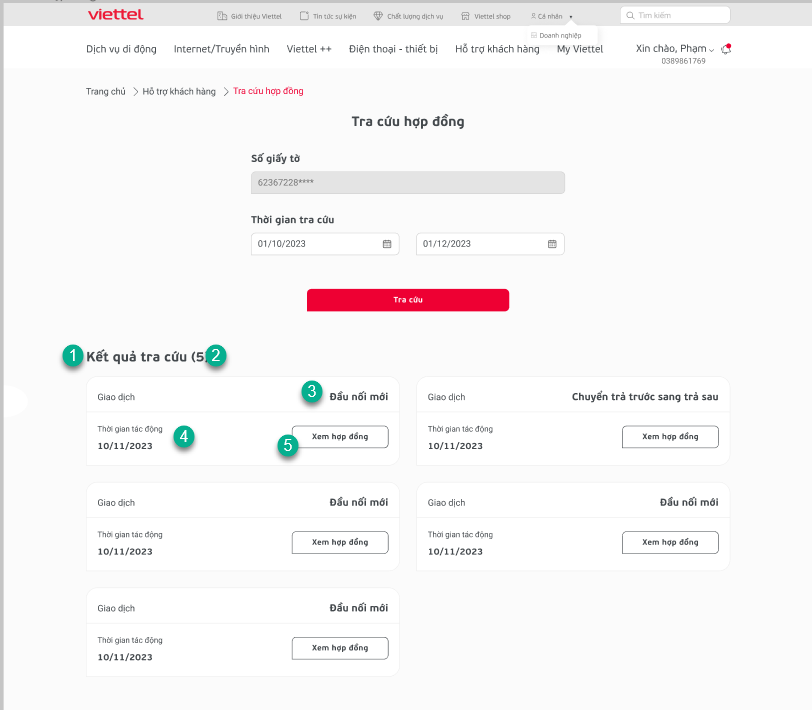 viettel
Giới thiệu Viettel
Tin tức sự kiện
Chất lượng dịch vụ
Viettel shop
Cá nhân
Tìm kiếm
Doanh nghiệp
Dịch vụ di động
Internet/Truyền hình
Viettel ++
Điện thoại - thiết bị
Hỗ trợ khách hàng
My Viettel
Xin chào, Phạm
0389861769
Trang chủ > Hỗ trợ khách hàng > Tra cứu hợp đồng
Tra cứu hợp đồng
Số giấy tờ
62367228****
Thời gian tra cứu
01/10/2023
01/12/2023
Tra cứu
1 Kết quả tra cứu (5) 2
Giao dịch
3 Đấu nối mới
Thời gian tác động
10/11/2023
4
5 Xem hợp đồng
Giao dịch
Chuyển trả trước sang trả sau
Thời gian tác động
10/11/2023
Xem hợp đồng
Giao dịch
Đấu nối mới
Thời gian tác động
10/11/2023
Xem hợp đồng
Giao dịch
Đấu nối mới
Thời gian tác động
10/11/2023
Xem hợp đồng
Giao dịch
Đấu nối mới
Thời gian tác động
10/11/2023
Xem hợp đồng